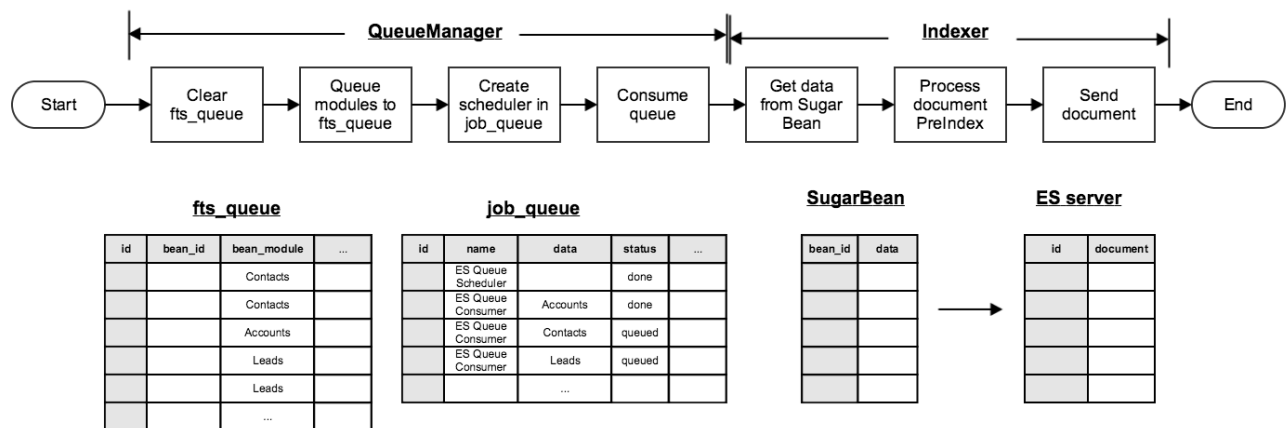 QueueManager
Indexer
Start
Clear
fts_queue
Queue
modules to
fts_queue
Create
scheduler in
job_queue
Consume
queue
Get data
from Sugar
Bean
Process
document
PreIndex
Send
document
End
fts_queue
id bean_id bean_module ...
Contacts
Contacts
Accounts
Leads
Leads
...
job_queue
id name data status ...
ES Queue
Scheduler
done
ES Queue
Consumer
Accounts done
ES Queue
Consumer
Contacts queued
ES Queue
Consumer
Leads queued
...
SugarBean
bean_id data
ES server
id document